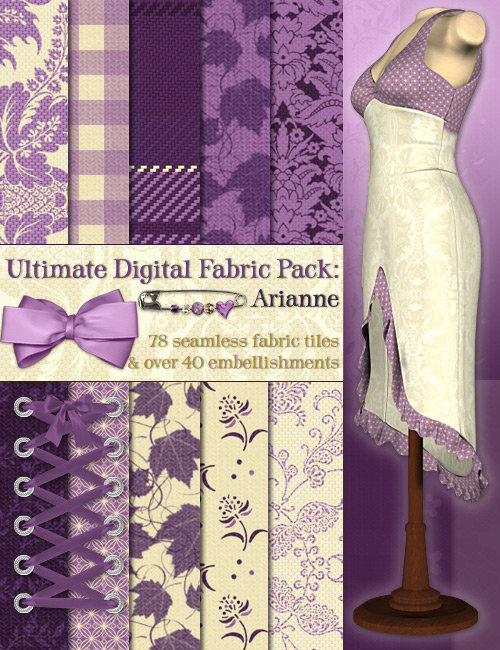 Ultimate Digital Fabric Pack:
Arianne
78 seamless fabric tiles
& over 40 embellishments